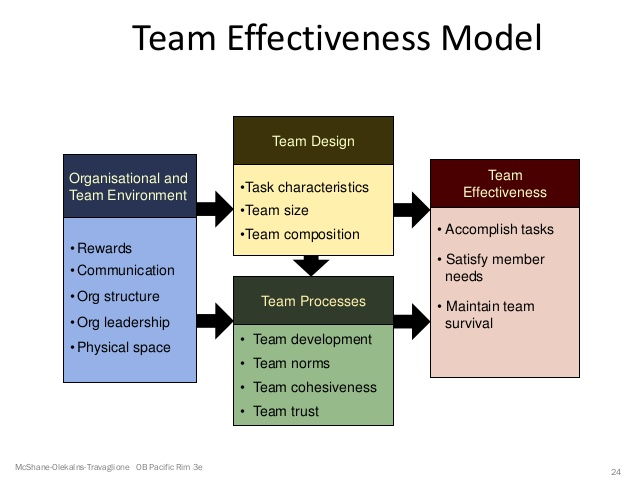 Team Effectiveness Model
Organisational and
Team Environment
•Rewards
•Communication
•Org structure
•Org leadership
•Physical space
Team Design
•Task characteristics
•Team size
•Team composition
Team Processes
• Team development
• Team norms
• Team cohesiveness
• Team trust
Team
Effectiveness
• Accomplish tasks
• Satisfy member
needs
• Maintain team
survival
McShane-Olekalns-Travaglione OB Pacific Rim 3e
24